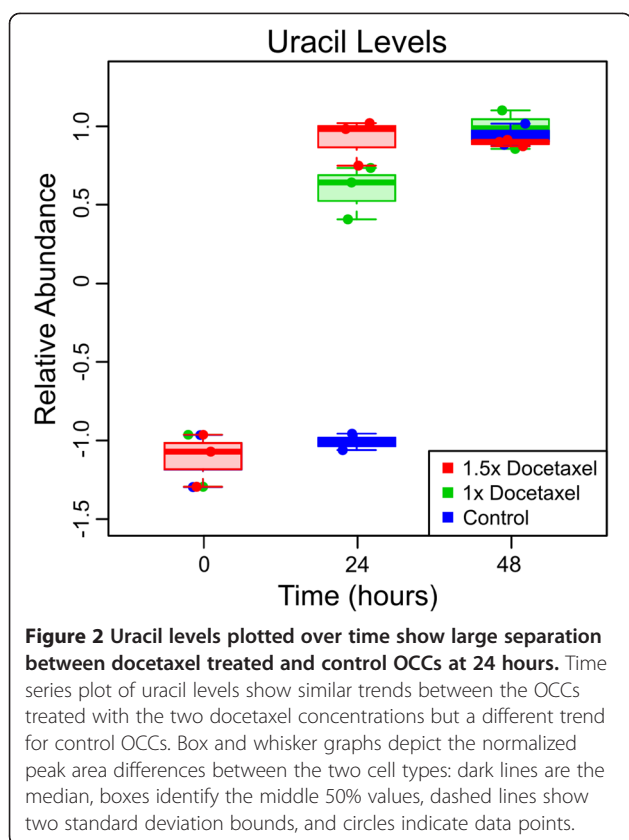 Uracil Levels
Relative Abundance
1.0
0.5
0
-0.5
-1.0
-1.5
0
24
48
Time (hours)
1.5x Docetaxel
1x Docetaxel
Control
Figure 2 Uracil levels plotted over time show large separation
between docetaxel treated and control OCCs at 24 hours. Time
series plot of uracil levels show similar trends between the OCCs
treated with the two docetaxel concentrations but a different trend
for control OCCs. Box and whisker graphs depict the normalized
peak area differences between the two cell types: dark lines are the
median, boxes identify the middle 50% values, dashed lines show
two standard deviation bounds, and circles indicate data points.